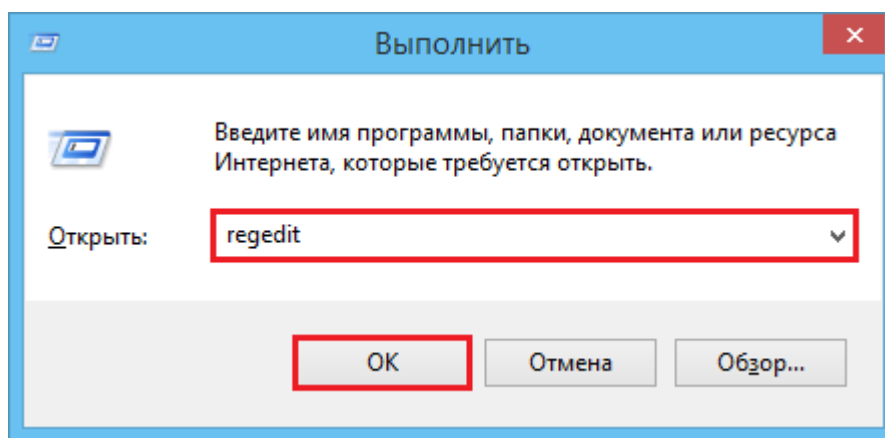 Выполнить
Введите имя программы, папки, документа или ресурса
Интернета, которые требуется открыть.
Открыть:
regedit
OK
Отмена
Обзор...